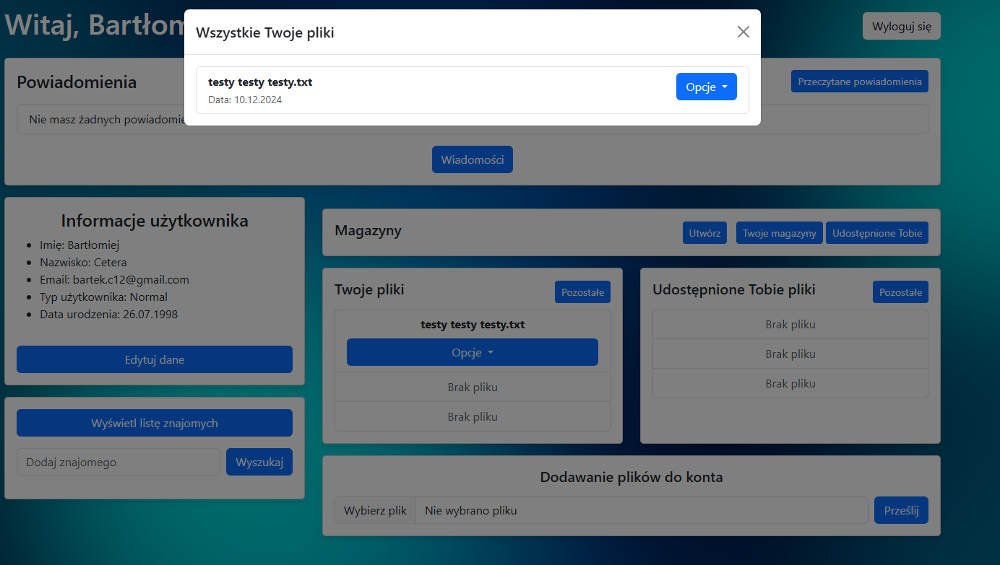 Witaj, Bartłom
Wyloguj się
Wszystkie Twoje pliki
testy testy testy.txt
Data: 10.12.2024
Opcje
Powiadomienia
Przeczytane powiadomienia
Nie masz żadnych powiadomie
Wiadomości
Informacje użytkownika
Imię: Bartłomiej
Nazwisko: Cetera
Email: bartek.c12@gmail.com
Typ użytkownika: Normal
Data urodzenia: 26.07.1998
Edytuj dane
Wyświetl listę znajomych
Dodaj znajomego
Wyszukaj
Magazyny
Utwórz
Twoje magazyny
Udostępnione Tobie
Twoje pliki
Pozostałe
testy testy testy.txt
Opcje
Brak pliku
Brak pliku
Udostępnione Tobie pliki
Pozostałe
Brak pliku
Brak pliku
Brak pliku
Dodawanie plików do konta
Wybierz plik
Nie wybrano pliku
Prześlij